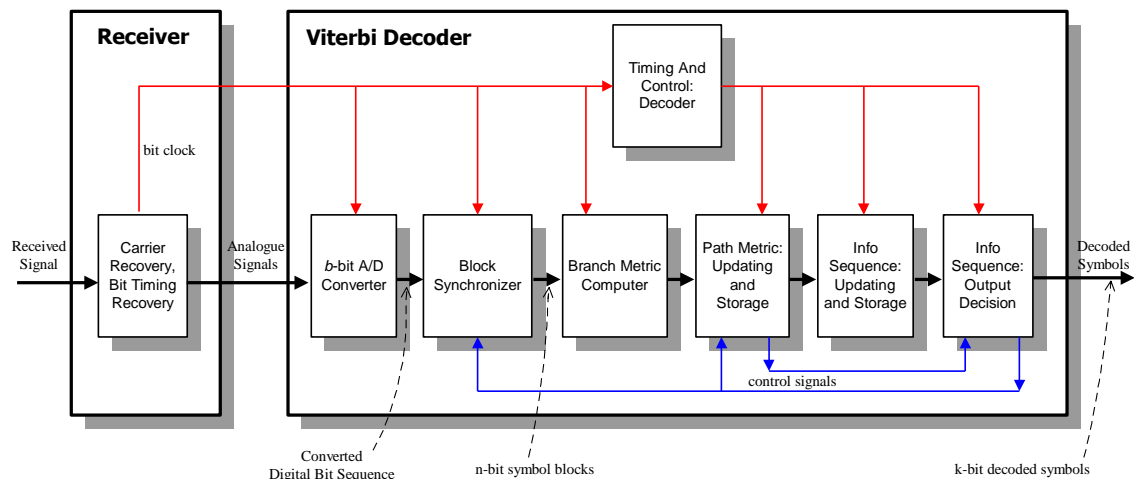 Receiver
Viterbi Decoder
Timing And
Control:
Decoder
bit clock
Received
Signal
Carrier
Recovery,
Bit Timing
Recovery
Analogue
Signals
b-bit A/D
Converter
Block
Synchronizer
Branch Metric
Computer
Path Metric:
Updating
and
Storage
Info
Sequence:
Updating
and Storage
Info
Sequence:
Output
Decision
Decoded
Symbols
control signals
Converted
Digital Bit Sequence
n-bit symbol blocks
k-bit decoded symbols